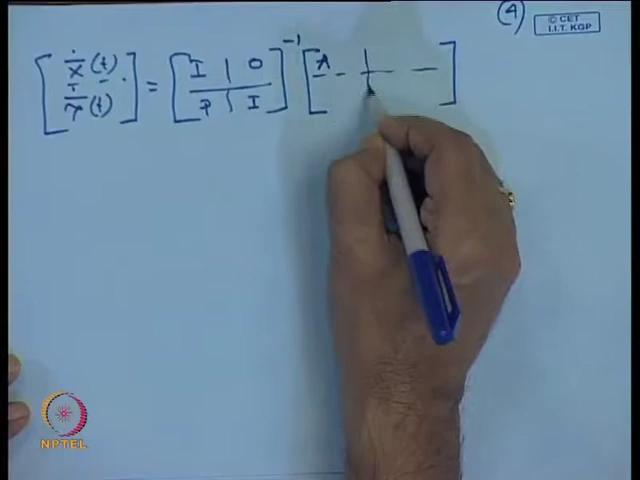 4
© CET
I.I.T. KGP
[ẋ(t) / γ̇(t)] = [I | 0 / P | I]⁻¹ [A
NPTEL